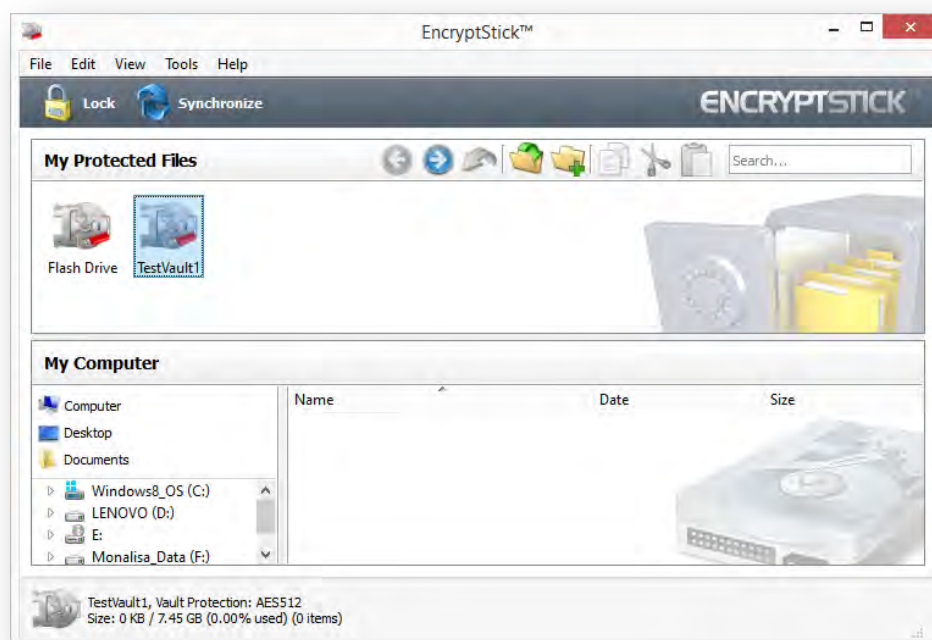 EncryptStick™
File Edit View Tools Help
Lock Synchronize ENCRYPTSTICK
My Protected Files Search...
Flash Drive TestVault1
My Computer
Name Date Size
Computer
Desktop
Documents
Windows8_OS (C:)
LENOVO (D:)
E:
Monalisa_Data (F:)
TestVault1, Vault Protection: AES512
Size: 0 KB / 7.45 GB (0.00% used) (0 items)